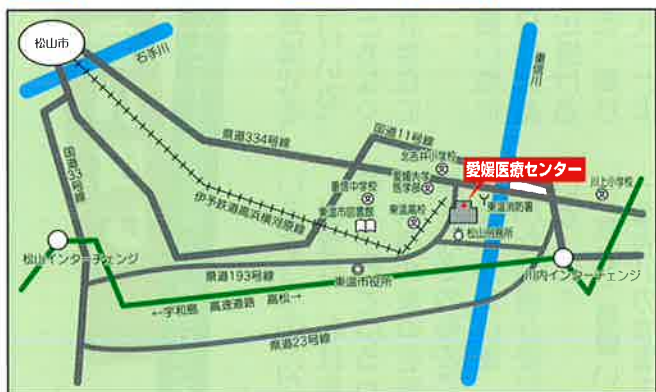 松山市
石手川
重信川
県道334号線
国道11号線
北吉井小学校
愛媛医療センター
愛媛大学
医学部
川上小学校
国道33号線
重信中学校
伊予鉄道高浜横河原線
東温市図書館
東温高校
東温消防署
松山刑務所
松山インターチェンジ
県道193号線
東温市役所
川内インターチェンジ
←宇和島 高速道路 高松→
県道23号線